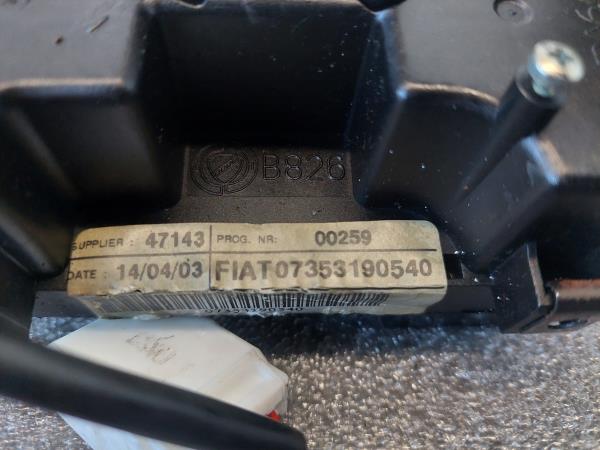 B826
SUPPLIER : 47143 PROG. NR: 00259
DATE : 14/04/03 FIAT07353190540